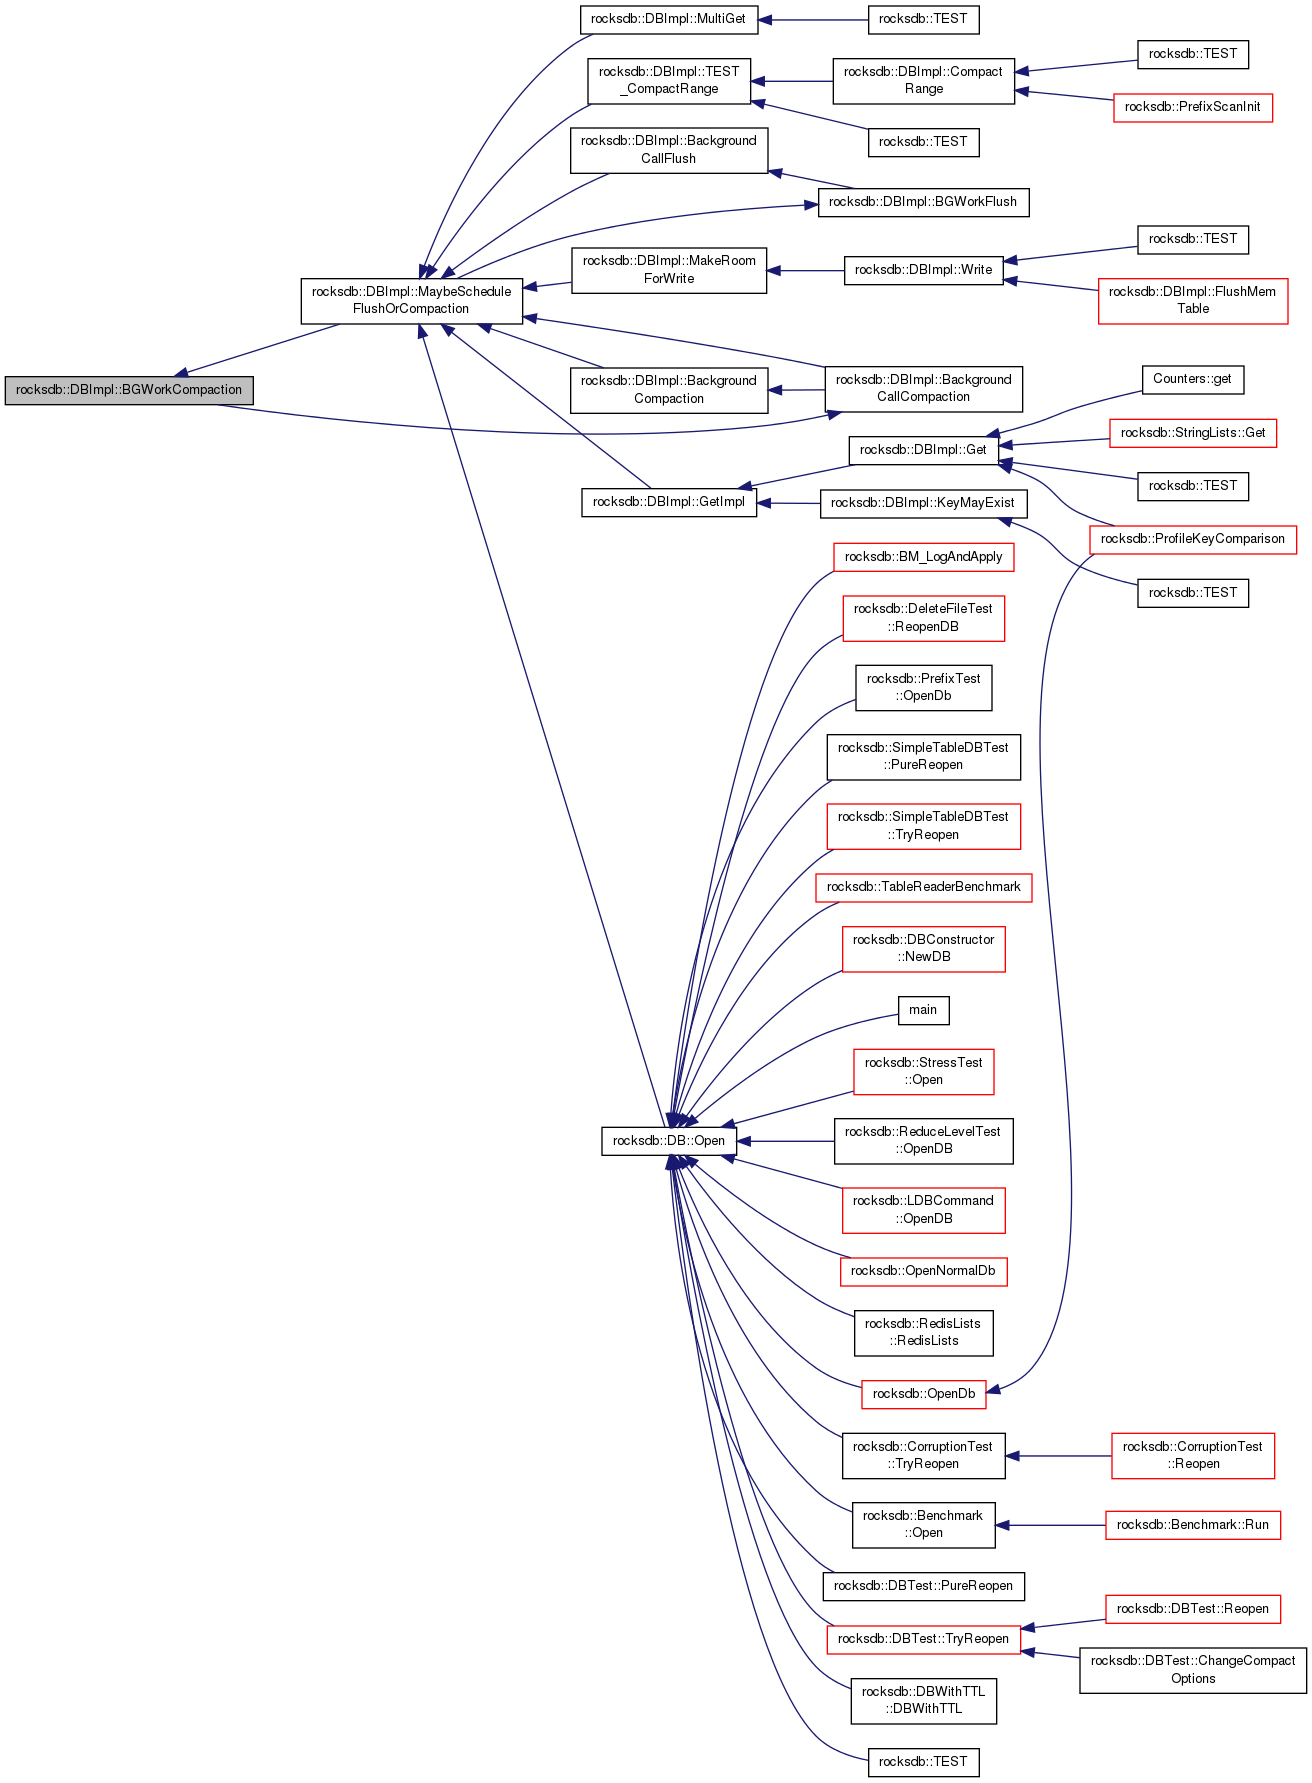 rocksdb::DBImpl::MultiGet
rocksdb::TEST
rocksdb::TEST
rocksdb::DBImpl::TEST
_CompactRange
rocksdb::DBImpl::Compact
Range
rocksdb::PrefixScanInit
rocksdb::TEST
rocksdb::DBImpl::Background
CallFlush
rocksdb::DBImpl::BGWorkFlush
rocksdb::TEST
rocksdb::DBImpl::MakeRoom
ForWrite
rocksdb::DBImpl::Write
rocksdb::DBImpl::FlushMem
Table
rocksdb::DBImpl::MaybeSchedule
FlushOrCompaction
rocksdb::DBImpl::BGWorkCompaction
rocksdb::DBImpl::Background
Compaction
rocksdb::DBImpl::Background
CallCompaction
Counters::get
rocksdb::StringLists::Get
rocksdb::DBImpl::Get
rocksdb::TEST
rocksdb::DBImpl::GetImpl
rocksdb::DBImpl::KeyMayExist
rocksdb::ProfileKeyComparison
rocksdb::BM_LogAndApply
rocksdb::TEST
rocksdb::DeleteFileTest
::ReopenDB
rocksdb::PrefixTest
::OpenDb
rocksdb::SimpleTableDBTest
::PureReopen
rocksdb::SimpleTableDBTest
::TryReopen
rocksdb::TableReaderBenchmark
rocksdb::DBConstructor
::NewDB
main
rocksdb::StressTest
::Open
rocksdb::DB::Open
rocksdb::ReduceLevelTest
::OpenDB
rocksdb::LDBCommand
::OpenDB
rocksdb::OpenNormalDb
rocksdb::RedisLists
::RedisLists
rocksdb::OpenDb
rocksdb::CorruptionTest
::TryReopen
rocksdb::CorruptionTest
::Reopen
rocksdb::Benchmark
::Open
rocksdb::Benchmark::Run
rocksdb::DBTest::PureReopen
rocksdb::DBTest::Reopen
rocksdb::DBTest::TryReopen
rocksdb::DBTest::ChangeCompact
Options
rocksdb::DBWithTTL
::DBWithTTL
rocksdb::TEST